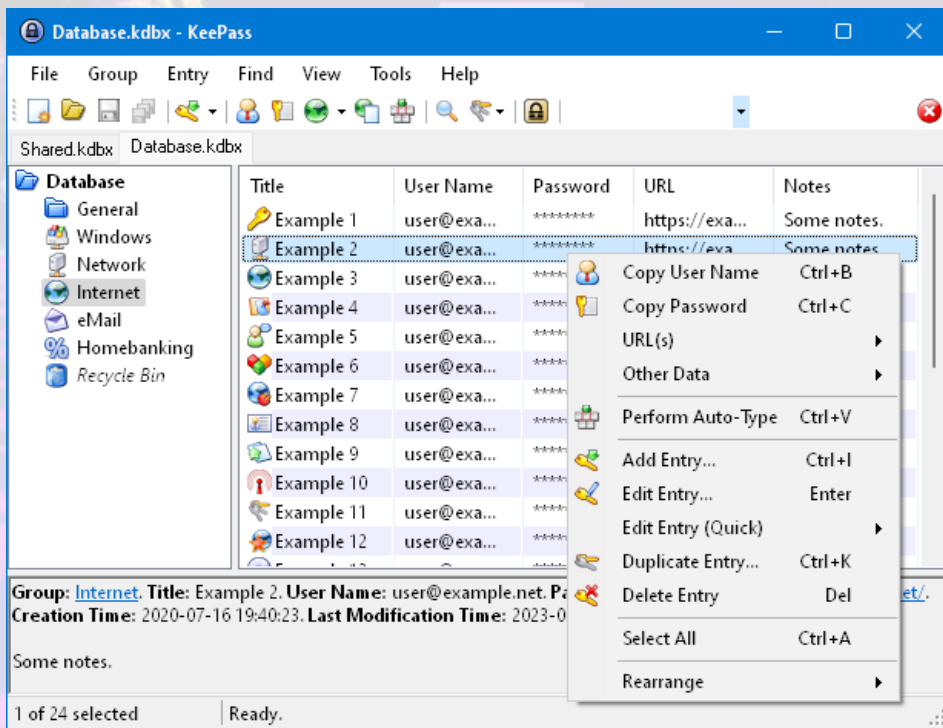 Database.kdbx - KeePass
File Group Entry Find View Tools Help
Shared.kdbx Database.kdbx
Database
General
Windows
Network
Internet
eMail
Homebanking
Recycle Bin
Title User Name Password URL Notes
Example 1 user@exa... ******** https://exa... Some notes.
Example 2 user@exa... ******** https://exa... Some notes.
Example 3 user@exa...
Example 4 user@exa...
Example 5 user@exa...
Example 6 user@exa...
Example 7 user@exa...
Example 8 user@exa...
Example 9 user@exa...
Example 10 user@exa...
Example 11 user@exa...
Example 12 user@exa...
Copy User Name Ctrl+B
Copy Password Ctrl+C
URL(s)
Other Data
Perform Auto-Type Ctrl+V
Add Entry... Ctrl+I
Edit Entry... Enter
Edit Entry (Quick)
Duplicate Entry... Ctrl+K
Delete Entry Del
Select All Ctrl+A
Rearrange
Group: Internet. Title: Example 2. User Name: user@example.net. Pa et/.
Creation Time: 2020-07-16 19:40:23. Last Modification Time: 2023-0
Some notes.
1 of 24 selected Ready.